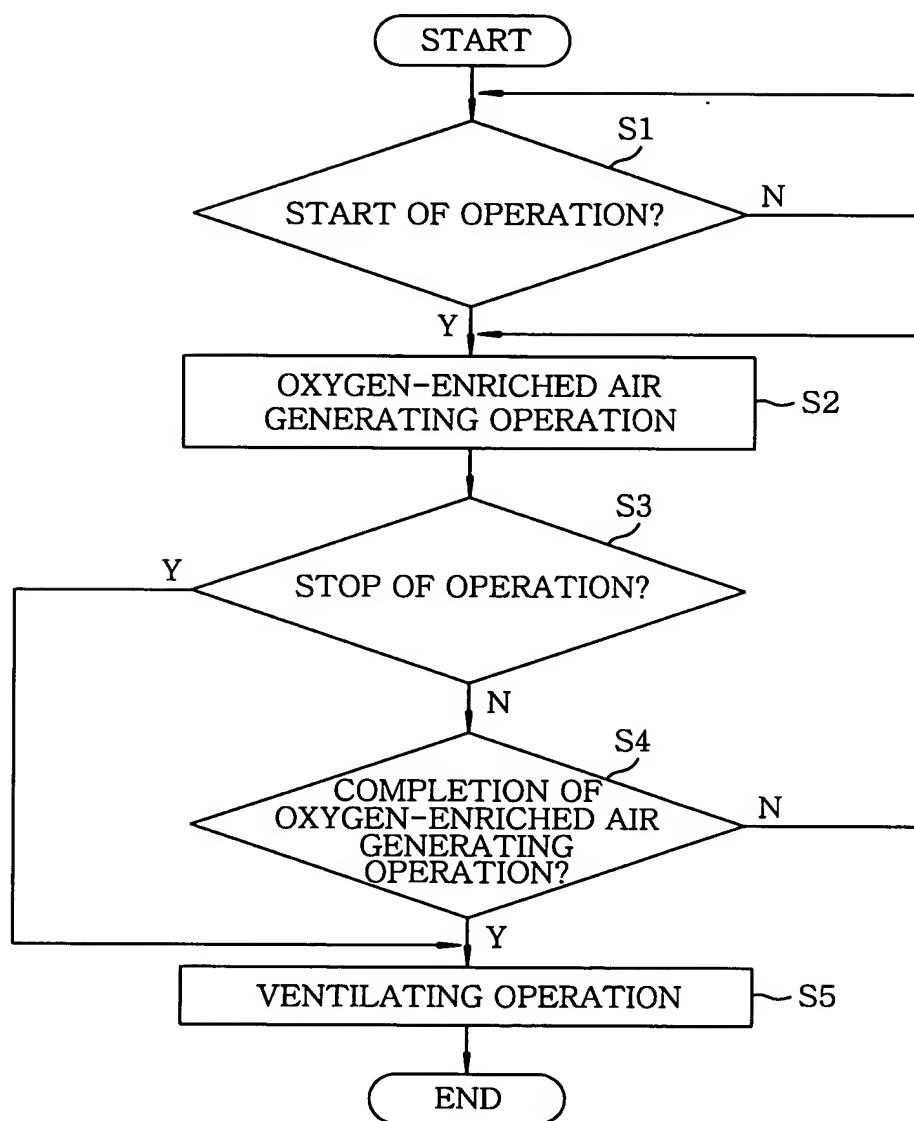 START
S1
START OF OPERATION?
N
Y
OXYGEN-ENRICHED AIR
GENERATING OPERATION
S2
S3
Y
STOP OF OPERATION?
N
S4
COMPLETION OF
OXYGEN-ENRICHED AIR
GENERATING
OPERATION?
N
Y
VENTILATING OPERATION
S5
END